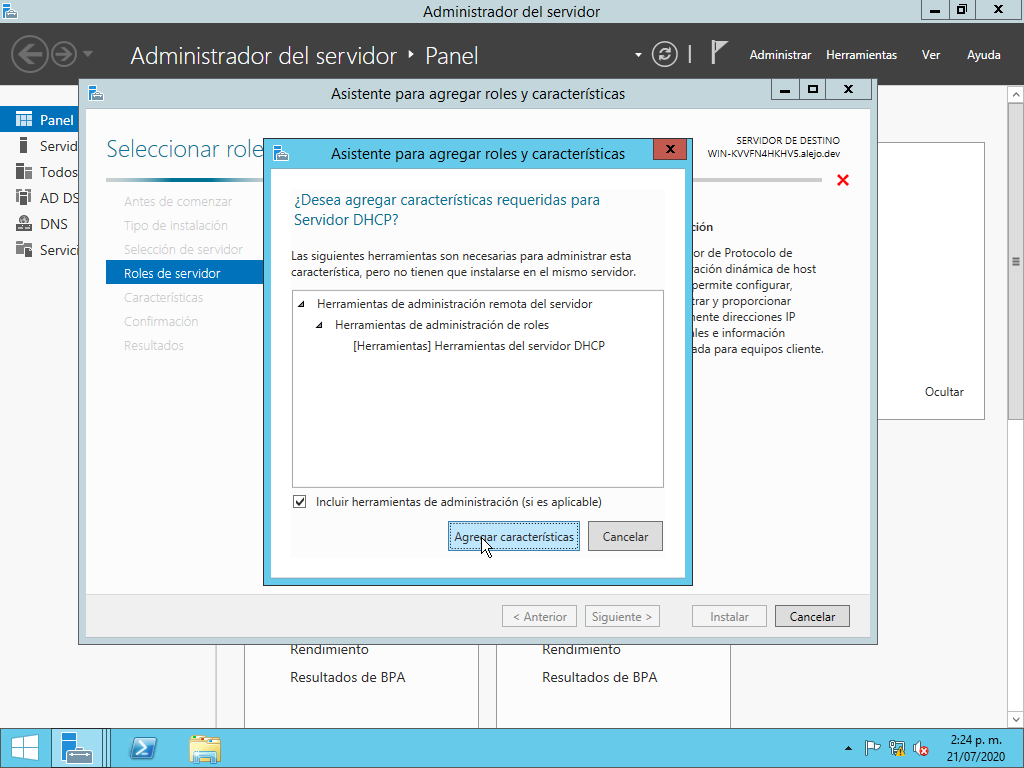 Administrador del servidor
Administrador del servidor ‣ Panel
Administrar Herramientas Ver Ayuda
Asistente para agregar roles y características
Panel
Servid
Todos
AD DS
DNS
Servici
Seleccionar role
SERVIDOR DE DESTINO
WIN-KVVFN4HKHV5.alejo.dev
Antes de comenzar
Tipo de instalación
Selección de servidor
Roles de servidor
Características
Confirmación
Resultados
Asistente para agregar roles y características
¿Desea agregar características requeridas para
Servidor DHCP?
Las siguientes herramientas son necesarias para administrar esta
característica, pero no tienen que instalarse en el mismo servidor.
Herramientas de administración remota del servidor
Herramientas de administración de roles
[Herramientas] Herramientas del servidor DHCP
Incluir herramientas de administración (si es aplicable)
Agregar características Cancelar
ción
or de Protocolo de
ración dinámica de host
permite configurar,
trar y proporcionar
mente direcciones IP
ales e información
ada para equipos cliente.
Ocultar
< Anterior Siguiente > Instalar Cancelar
Rendimiento
Resultados de BPA
Rendimiento
Resultados de BPA
2:24 p. m.
21/07/2020